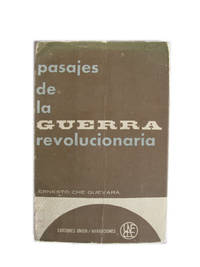 pasajes
de
la
GUERRA
revolucionaria
ERNESTO CHE GUEVARA
EDICIONES UNION / NARRACIONES